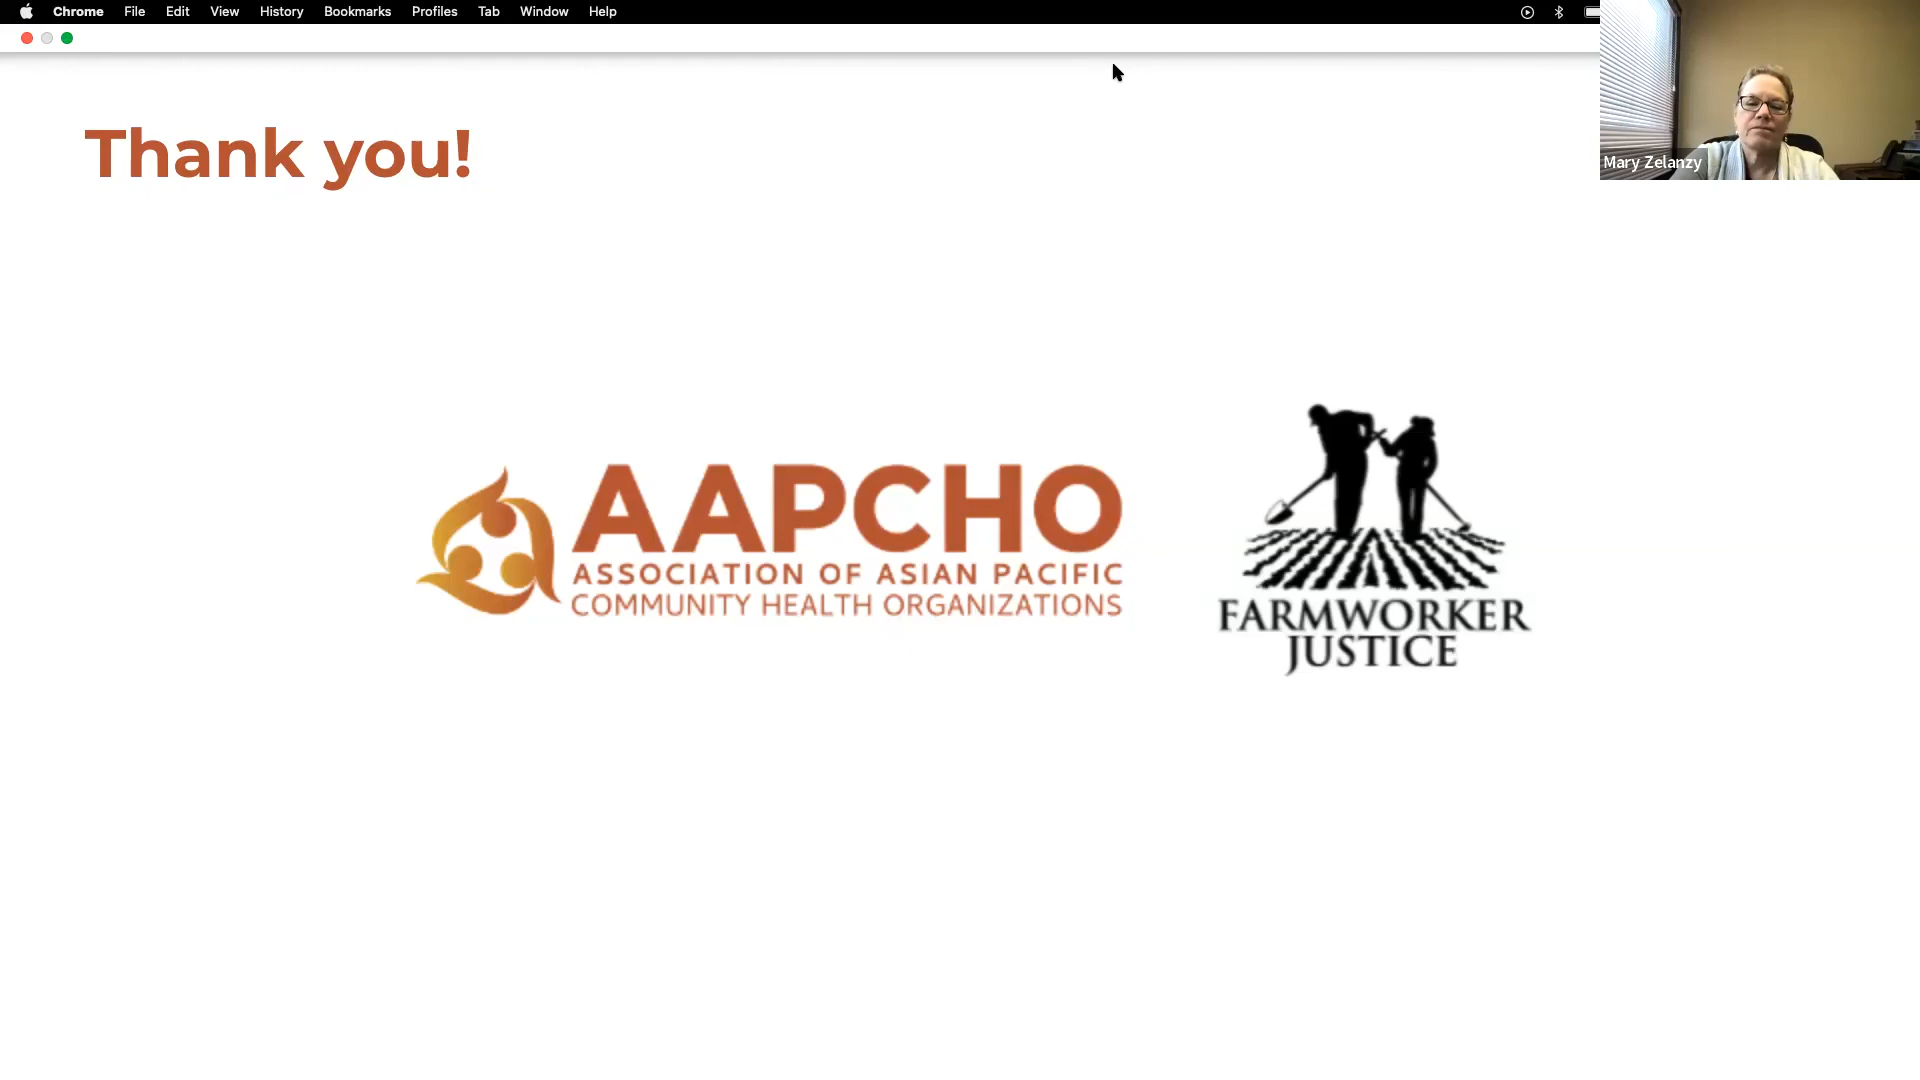 Chrome File Edit View History Bookmarks Profiles Tab Window Help
Mary Zelanzy
Thank you!
AAPCHO
ASSOCIATION OF ASIAN PACIFIC
COMMUNITY HEALTH ORGANIZATIONS
FARMWORKER
JUSTICE